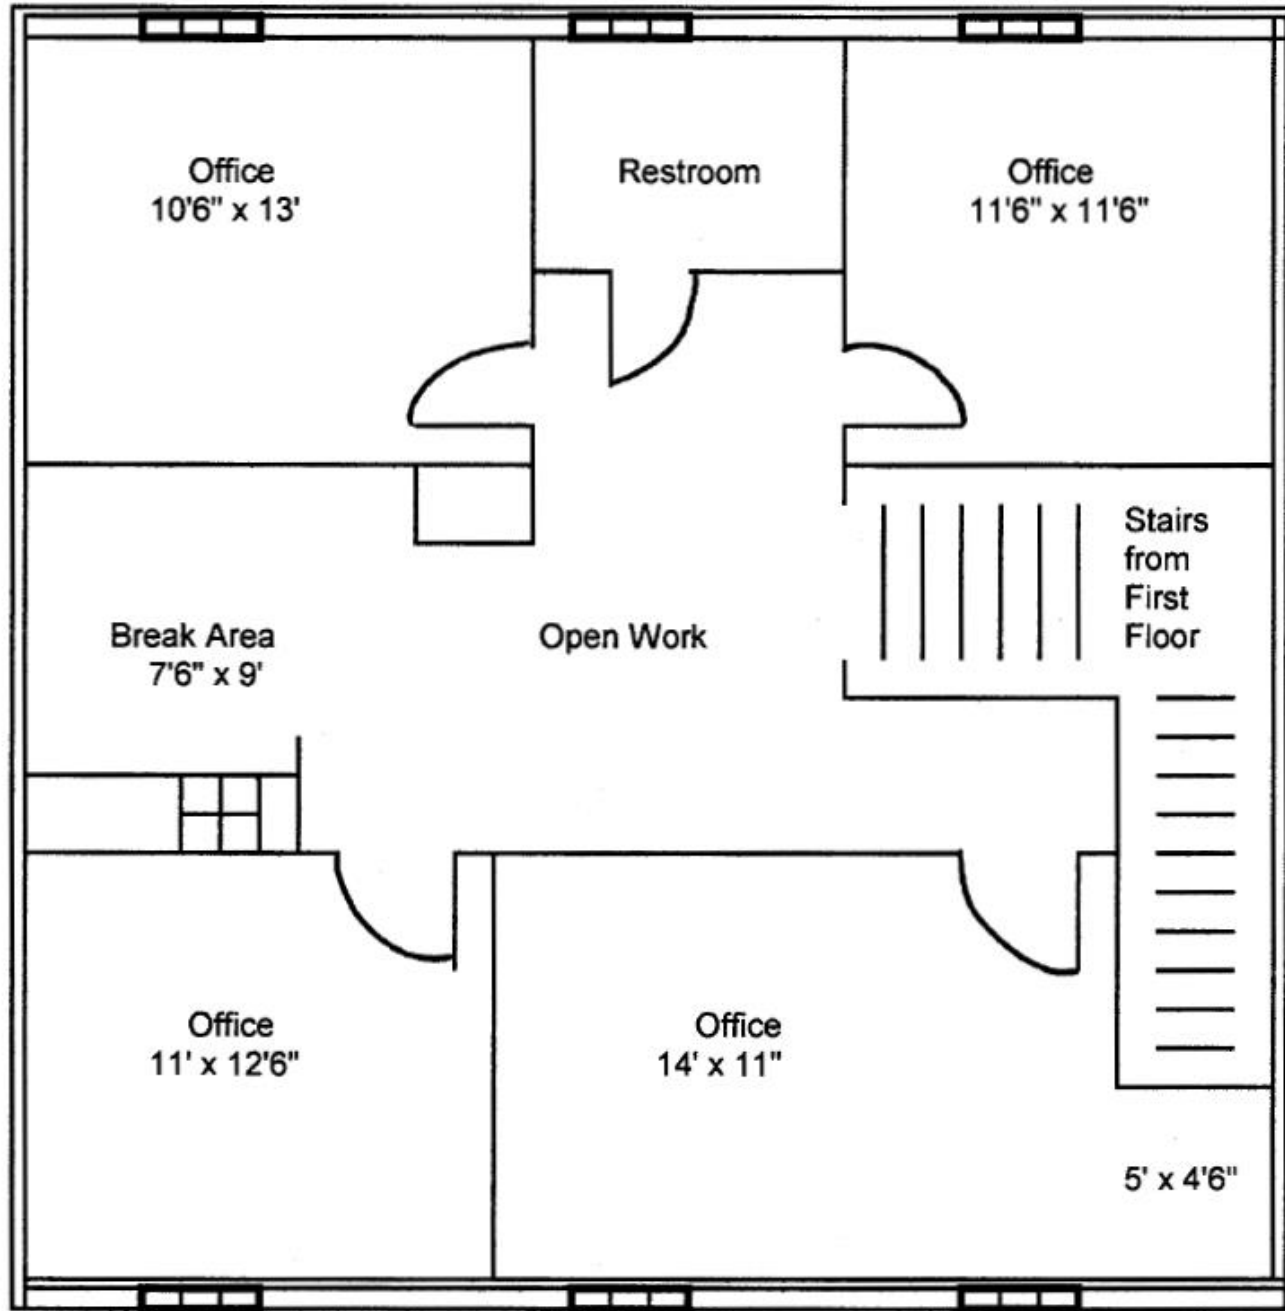 Office
10'6" x 13'
Restroom
Office
11'6" x 11'6"
Stairs
from
First
Floor
Break Area
7'6" x 9'
Open Work
Office
11' x 12'6"
Office
14' x 11"
5' x 4'6"